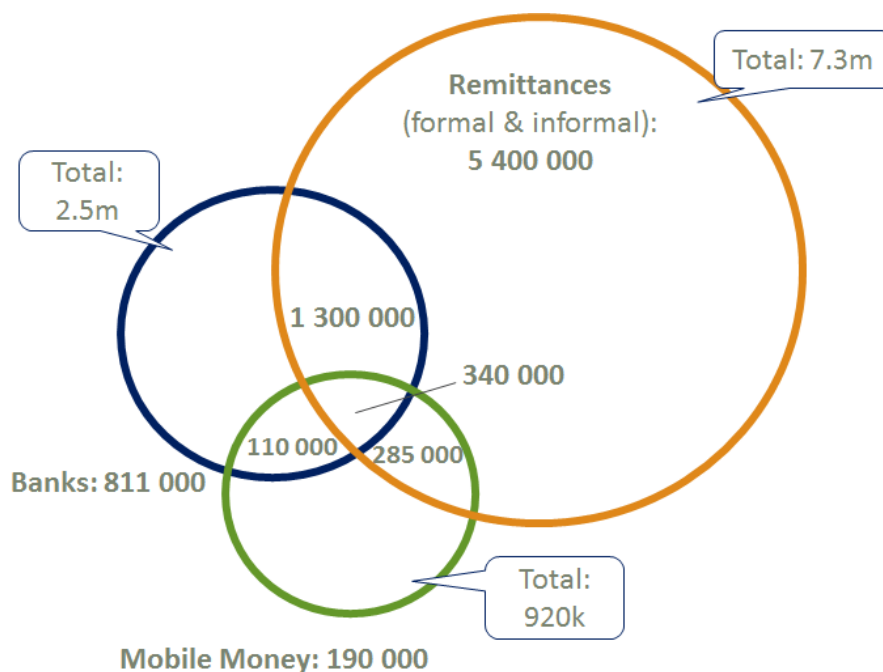 Total: 7.3m
Remittances
(formal & informal):
5 400 000
Total:
2.5m
1 300 000
340 000
110 000
285 000
Banks: 811 000
Total:
920k
Mobile Money: 190 000